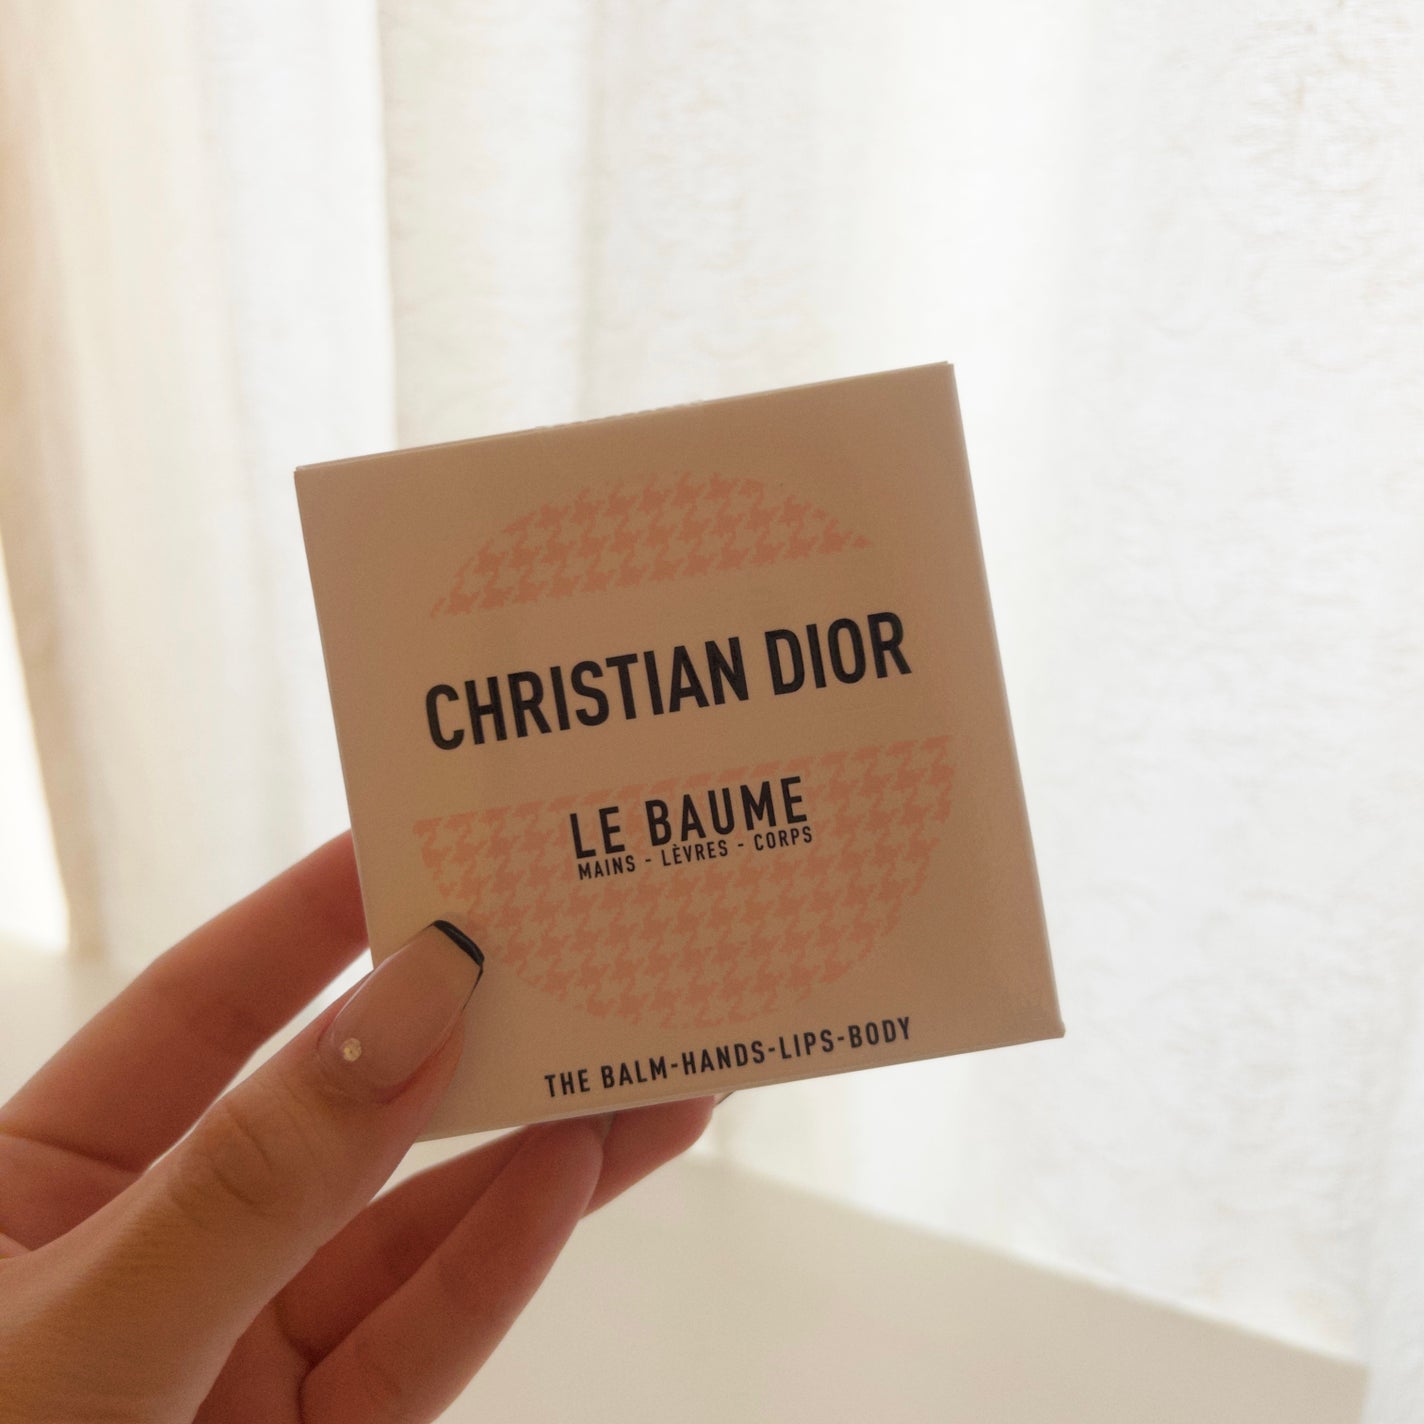 CHRISTIAN DIOR
LE BAUME
MAINS - LÈVRES - CORPS
THE BALM-HANDS-LIPS-BODY